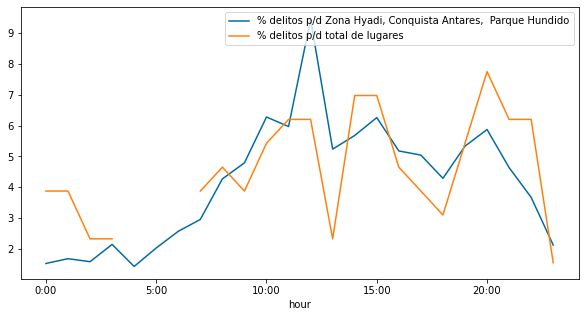 % delitos p/d Zona Hyadi, Conquista Antares,  Parque Hundido
% delitos p/d total de lugares
9
8
7
6
5
4
3
2
0:00 5:00 10:00 15:00 20:00
hour